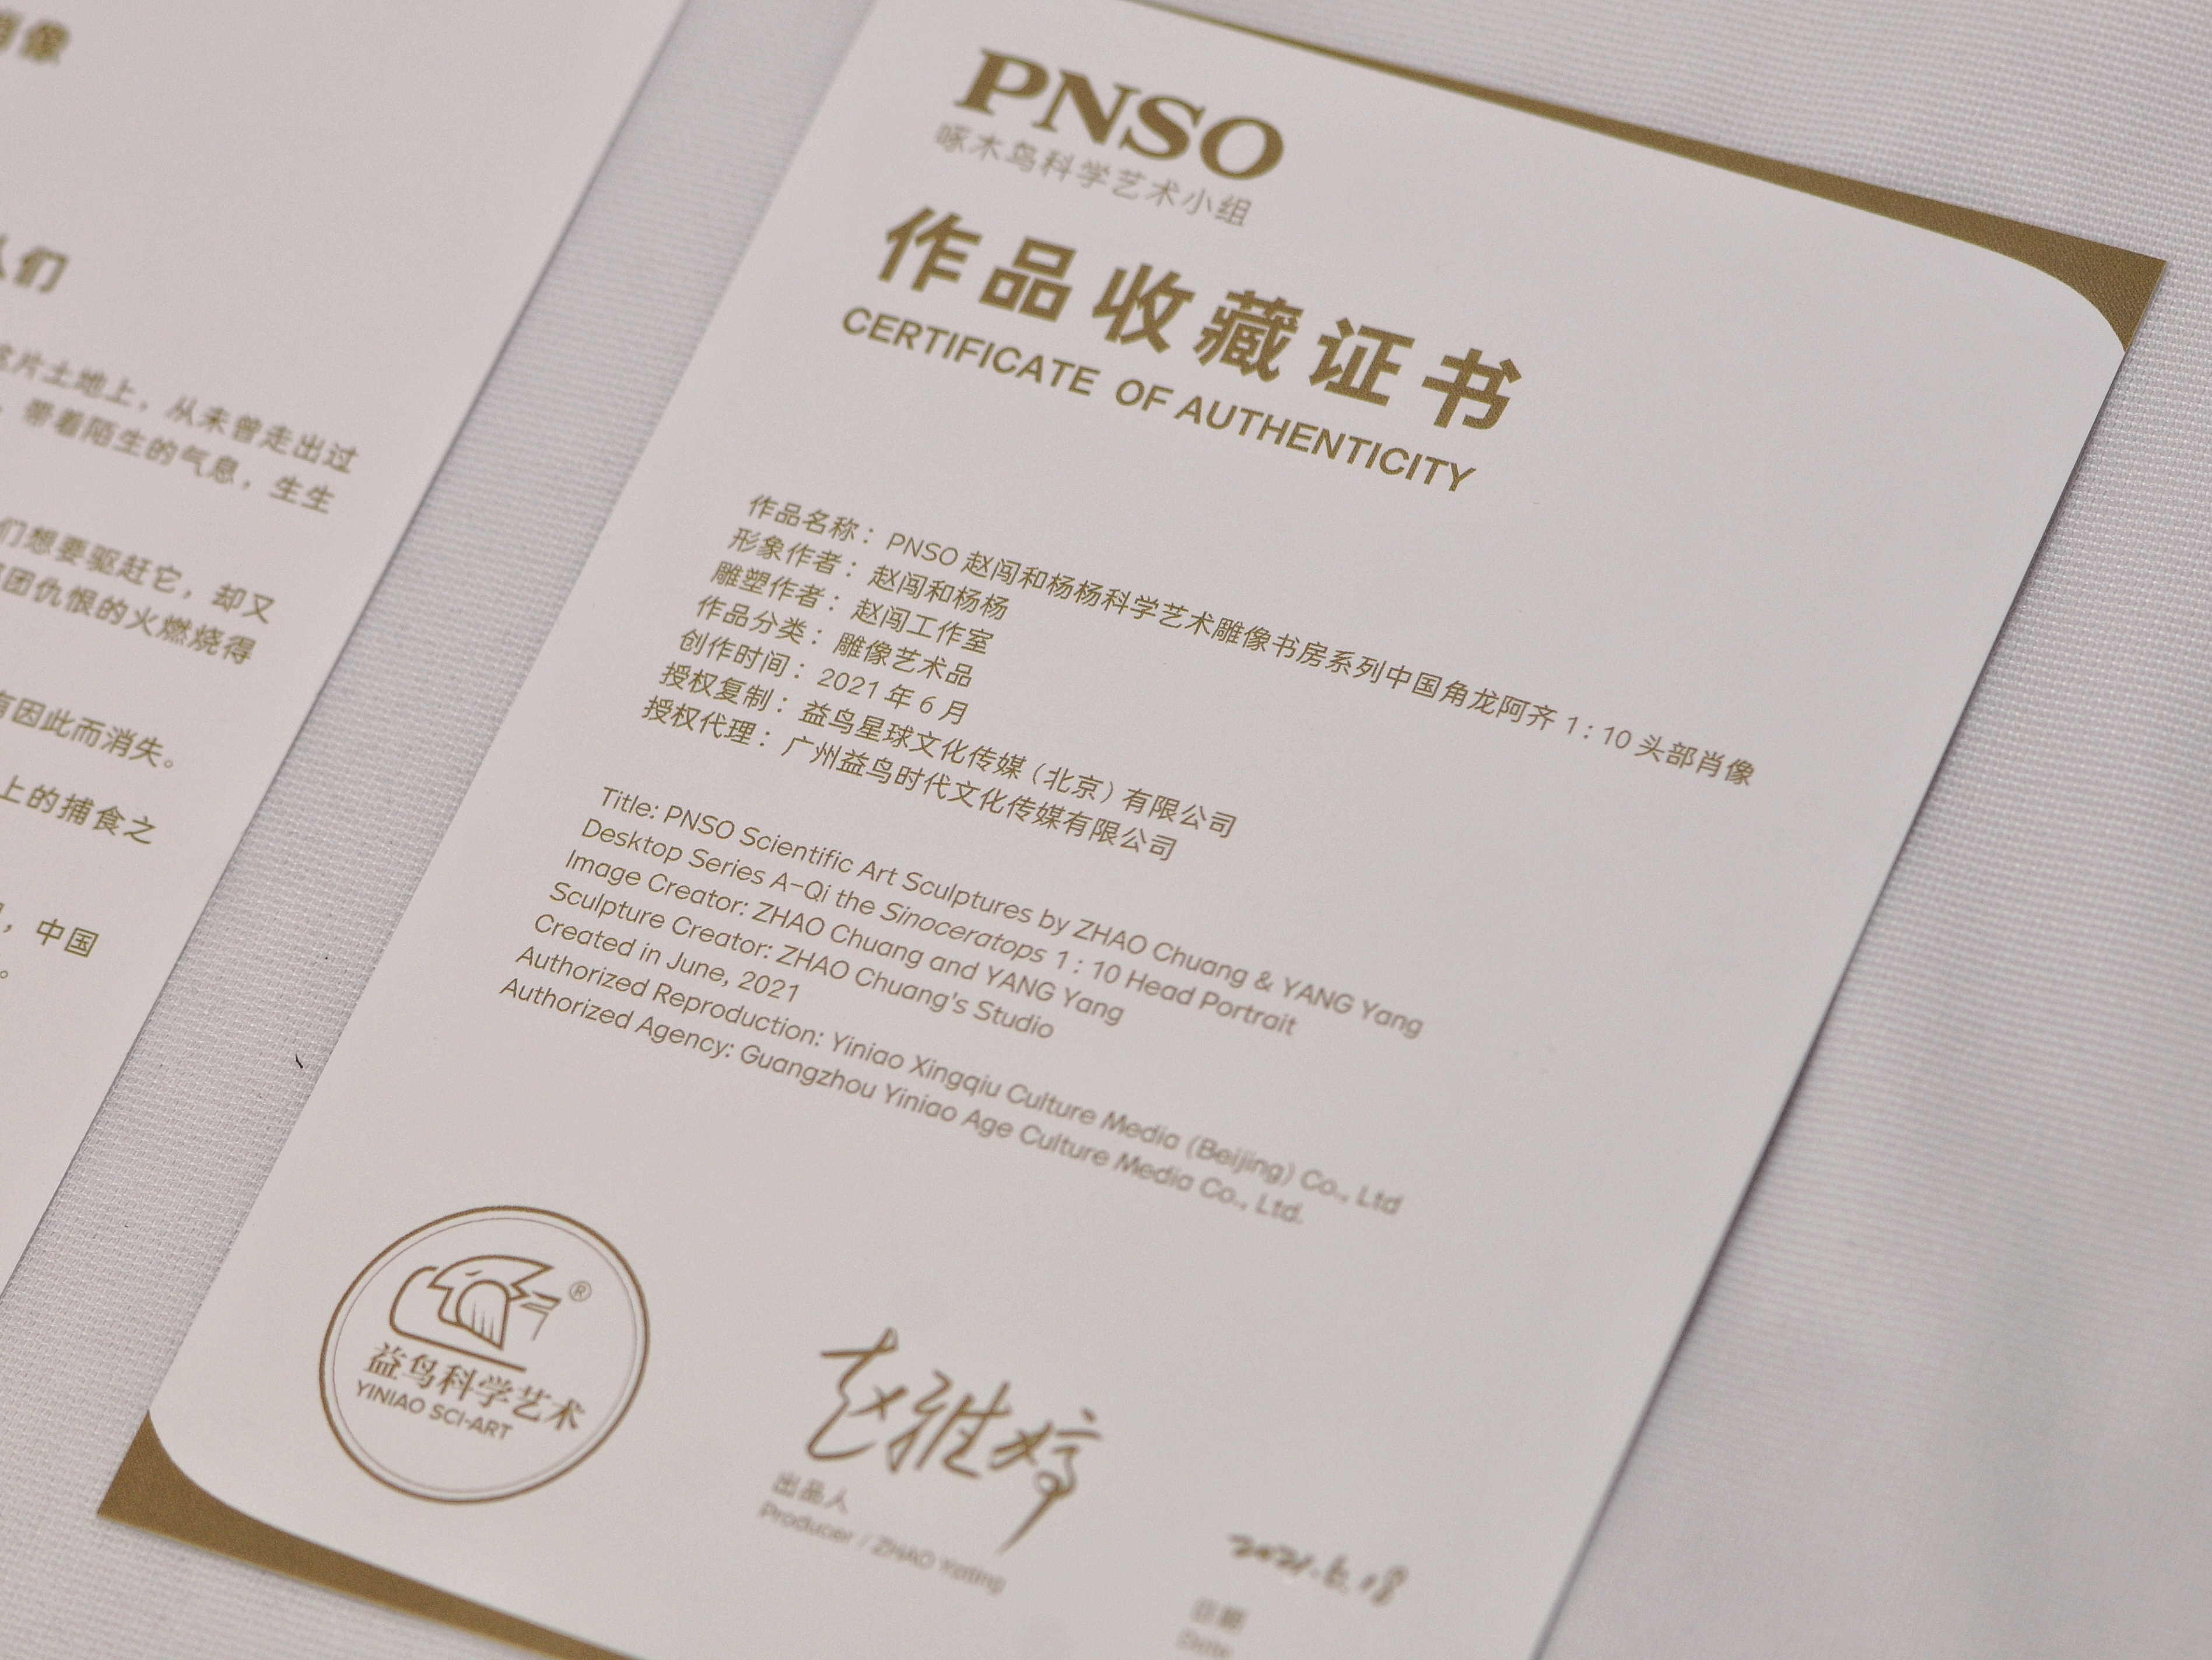 肖像
人们
片土地上，从未曾走出过
，带着陌生的气息，生生
们想要驱赶它，却又
团仇恨的火燃烧得
有因此而消失。
上的捕食之
，中国
。
PNSO
啄木鸟科学艺术小组
作品收藏证书
CERTIFICATE OF AUTHENTICITY
作品名称：PNSO 赵闯和杨杨科学艺术雕像书房系列中国角龙阿齐 1：10 头部肖像
形象作者：赵闯和杨杨
雕塑作者：赵闯工作室
作品分类：雕像艺术品
创作时间：2021 年 6 月
授权复制：益鸟星球文化传媒（北京）有限公司
授权代理：广州益鸟时代文化传媒有限公司
Title: PNSO Scientific Art Sculptures by ZHAO Chuang & YANG Yang
Desktop Series A-Qi the Sinoceratops 1：10 Head Portrait
Image Creator: ZHAO Chuang and YANG Yang
Sculpture Creator: ZHAO Chuang's Studio
Created in June, 2021
Authorized Reproduction: Yiniao Xingqiu Culture Media (Beijing) Co., Ltd
Authorized Agency: Guangzhou Yiniao Age Culture Media Co., Ltd.
®
益鸟科学艺术
YINIAO SCI-ART
赵雅婷
出品人
Producer / ZHAO Yating
2021.6.18
日期
Date